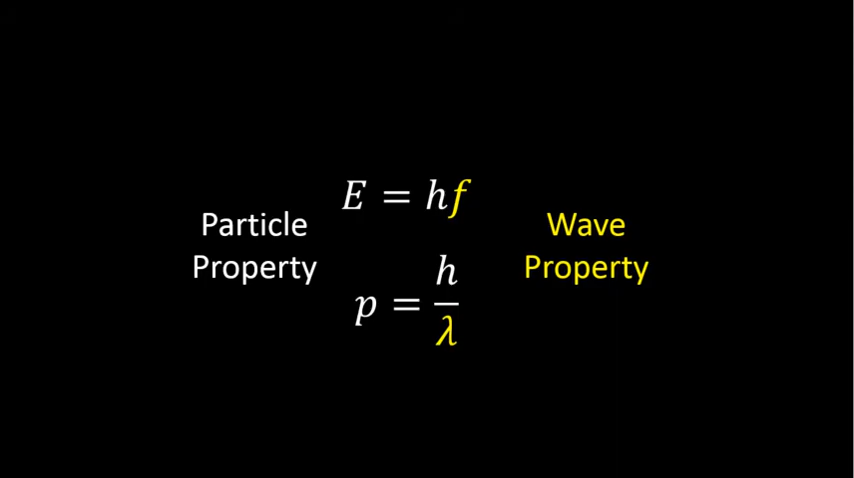 Particle
Property
E = hf
p = h/λ
Wave
Property